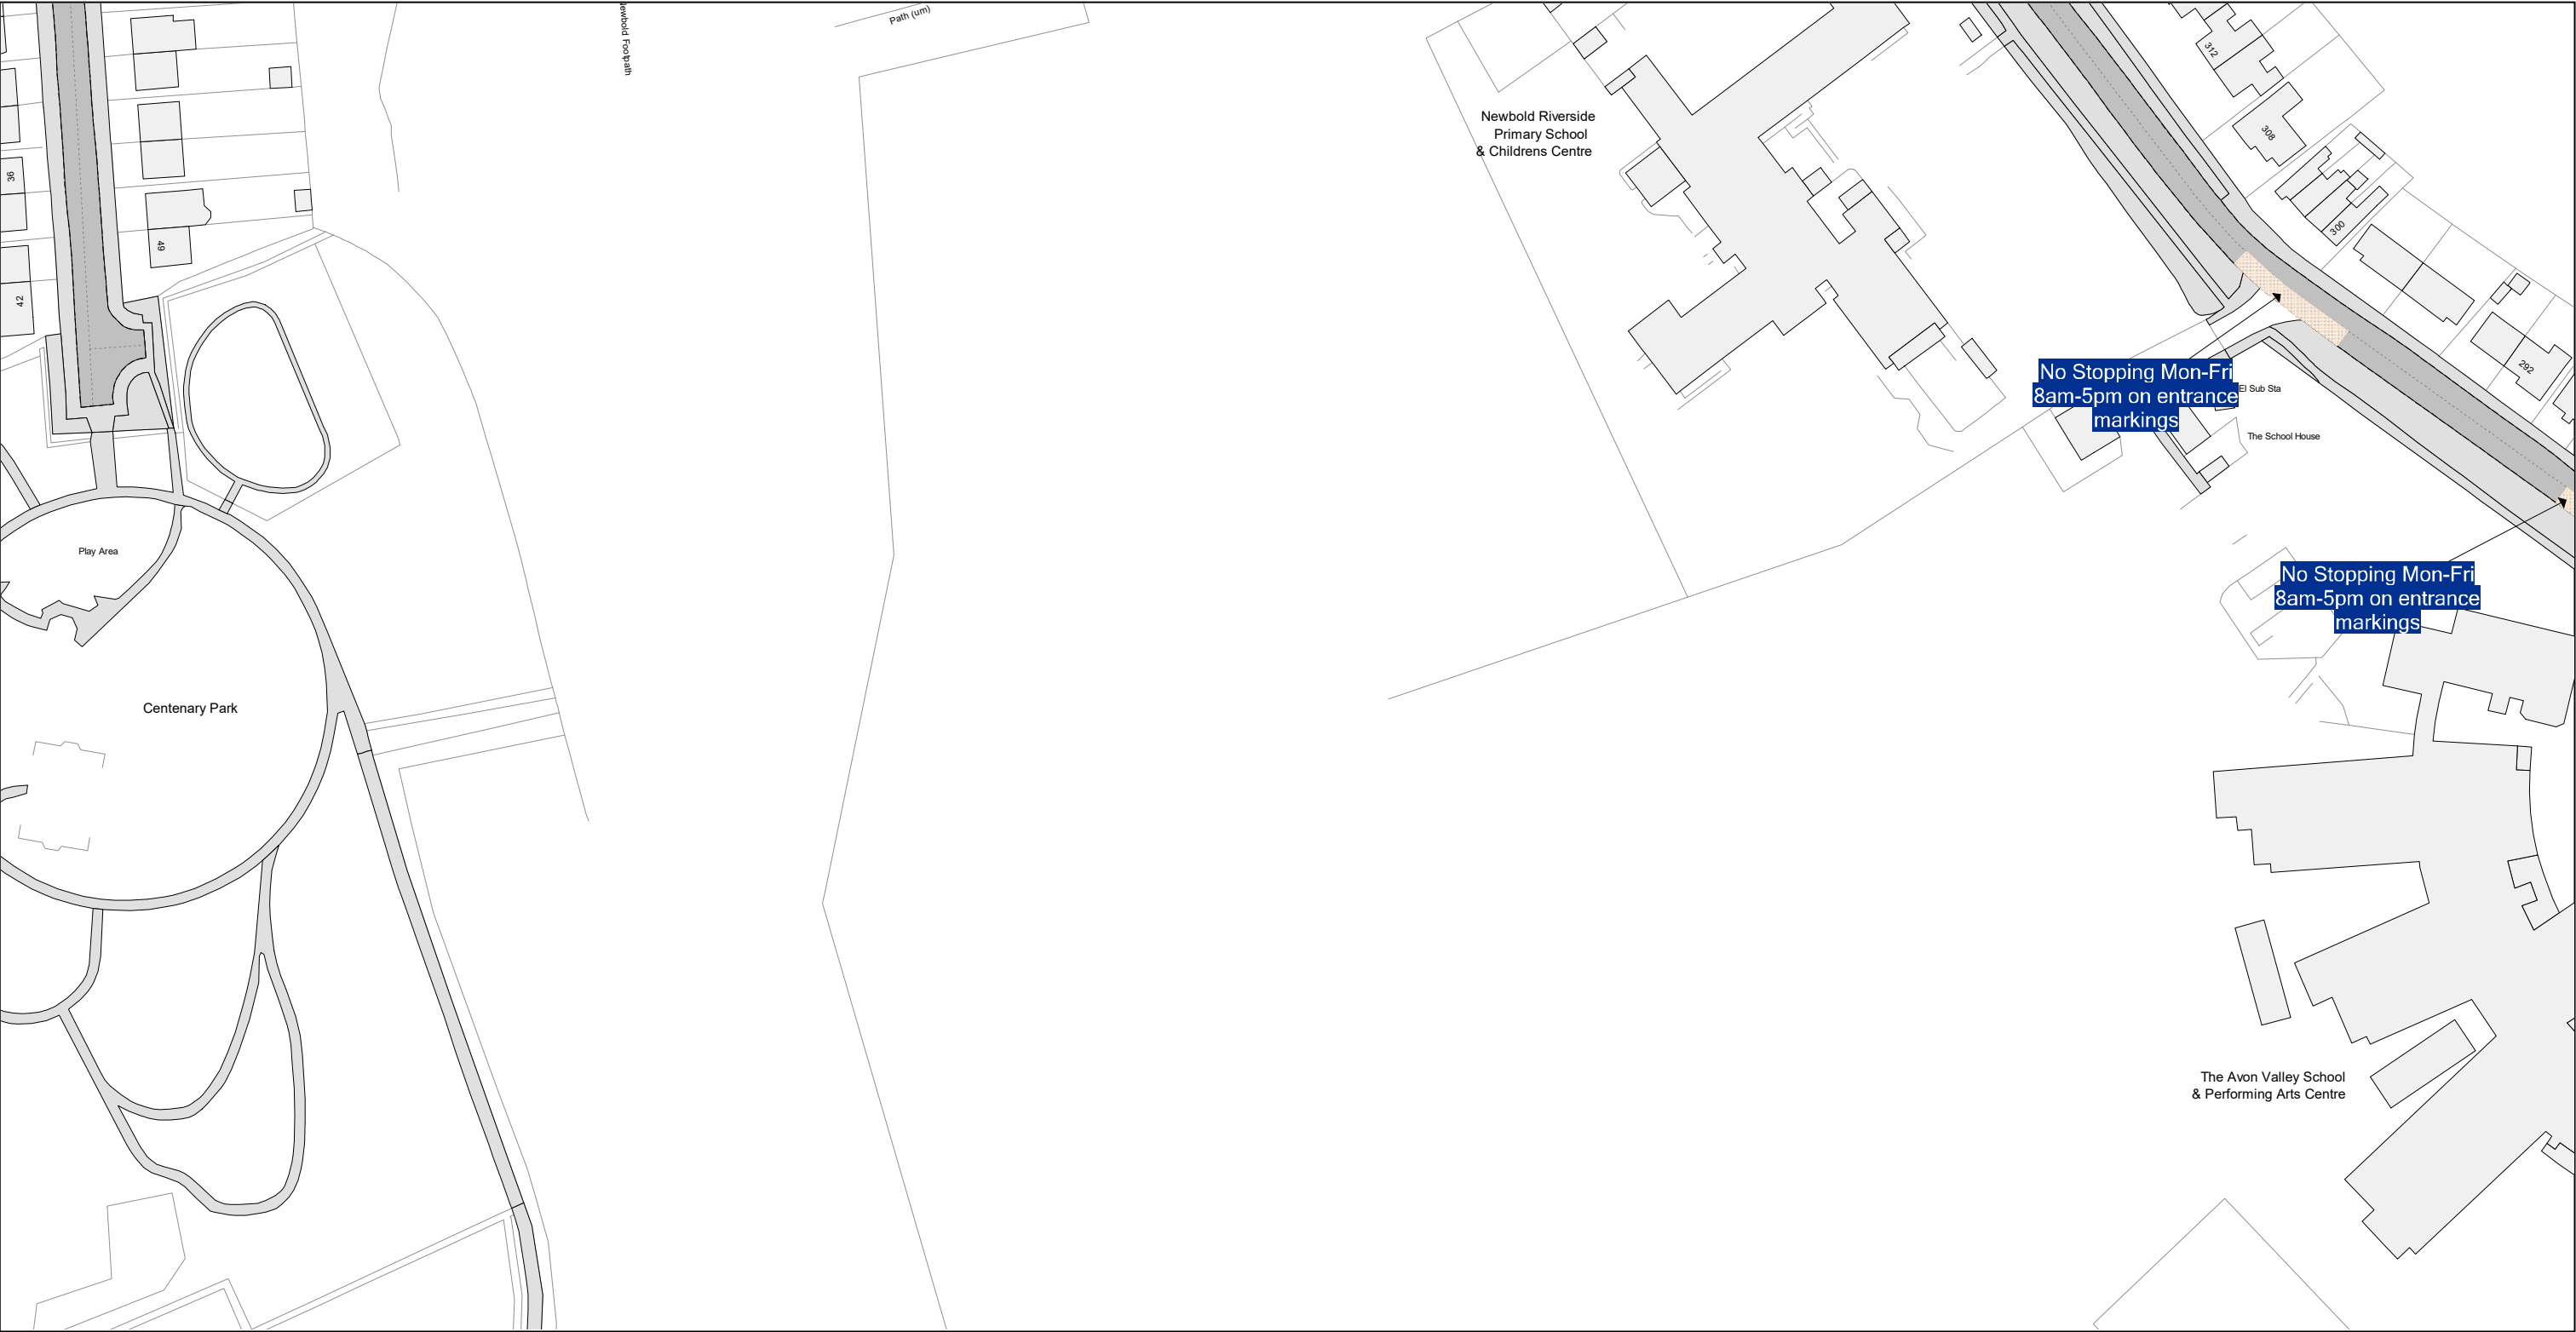 Newbold Footpath
Path (um)
312
308
300
292
36
49
42
Newbold Riverside
Primary School
& Childrens Centre
No Stopping Mon-Fri
8am-5pm on entrance
markings
El Sub Sta
The School House
Play Area
No Stopping Mon-Fri
8am-5pm on entrance
markings
Centenary Park
The Avon Valley School
& Performing Arts Centre